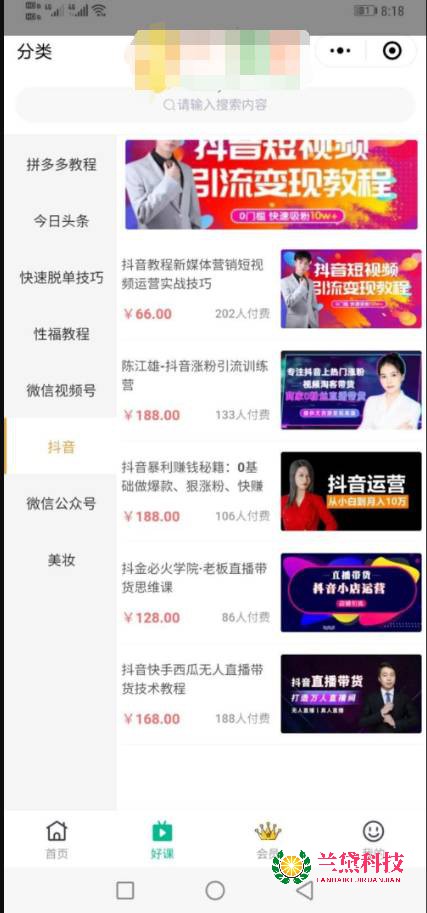 8:18
分类
请输入搜索内容
拼多多教程
今日头条
快速脱单技巧
性福教程
微信视频号
抖音
微信公众号
美妆
抖音短视频
引流变现教程
0门槛 快速吸粉10w+
抖音教程新媒体营销短视
频运营实战技巧
¥66.00
202人付费
抖音短视频
引流变现教程
陈江雄-抖音涨粉引流训练
营
¥188.00
133人付费
专注抖音上热门涨粉
视频淘客带货
商家0粉丝直播带货
抖音暴利赚钱秘籍：0基
础做爆款、狠涨粉、快赚
¥188.00
106人付费
抖音运营
从小白到月入10万
抖金必火学院-老板直播带
货思维课
¥128.00
86人付费
直播带货
抖音小店运营
抖音快手西瓜无人直播带
货技术教程
¥168.00
188人付费
抖音直播带货
打造万人直播间
无人直播 | 真人直播
首页
好课
会员
我的
兰黛科技
LANDAIKEJIDUANJIAN